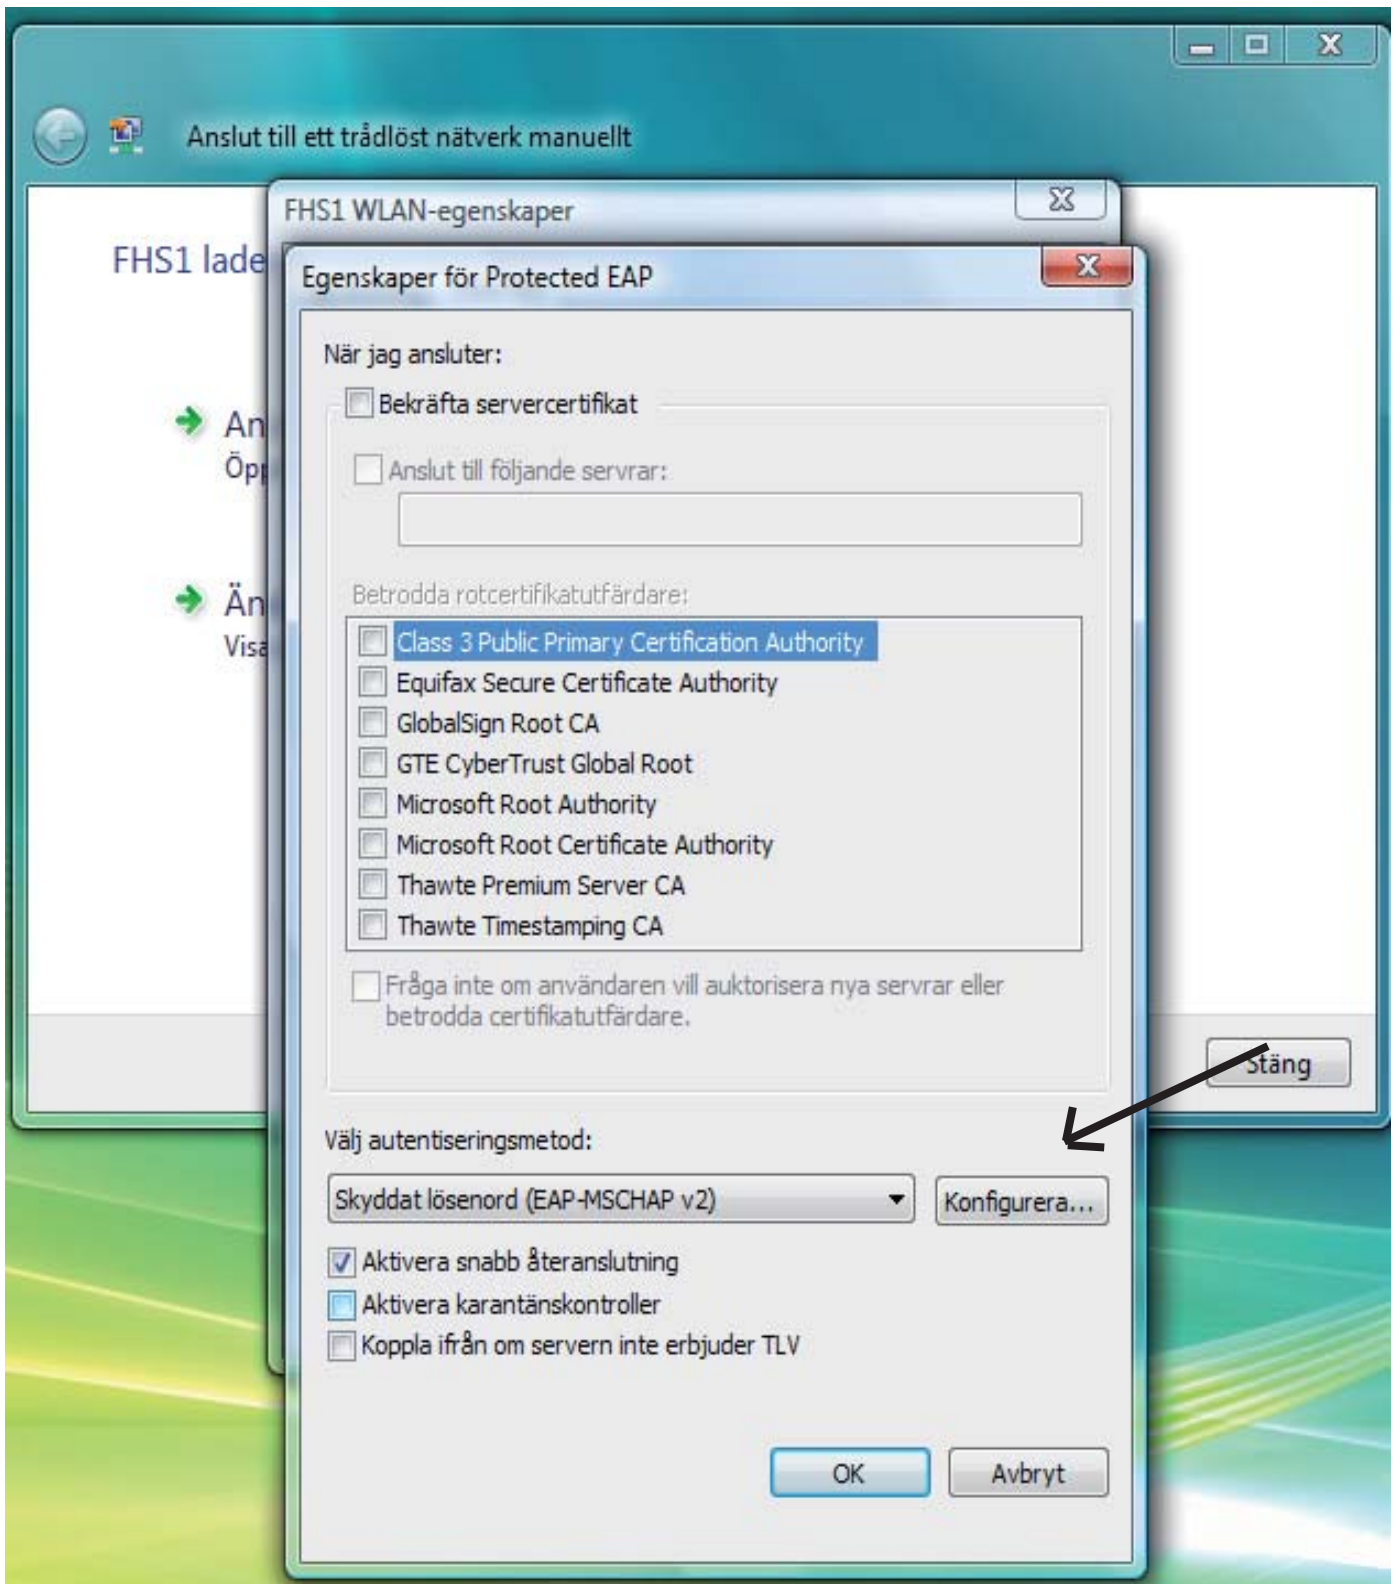 Anslut till ett trådlöst nätverk manuellt
FHS1 WLAN-egenskaper
FHS1 lade
Egenskaper för Protected EAP
När jag ansluter:
Bekräfta servercertifikat
An
Öpp
Anslut till följande servrar:
Betrodda rotcertifikatutfärdare:
Än
Visa
Class 3 Public Primary Certification Authority
Equifax Secure Certificate Authority
GlobalSign Root CA
GTE CyberTrust Global Root
Microsoft Root Authority
Microsoft Root Certificate Authority
Thawte Premium Server CA
Thawte Timestamping CA
Fråga inte om användaren vill auktorisera nya servrar eller
betrodda certifikatutfärdare.
Stäng
Välj autentiseringsmetod:
Skyddat lösenord (EAP-MSCHAP v2)
Konfigurera...
Aktivera snabb återanslutning
Aktivera karantänskontroller
Koppla ifrån om servern inte erbjuder TLV
OK
Avbryt